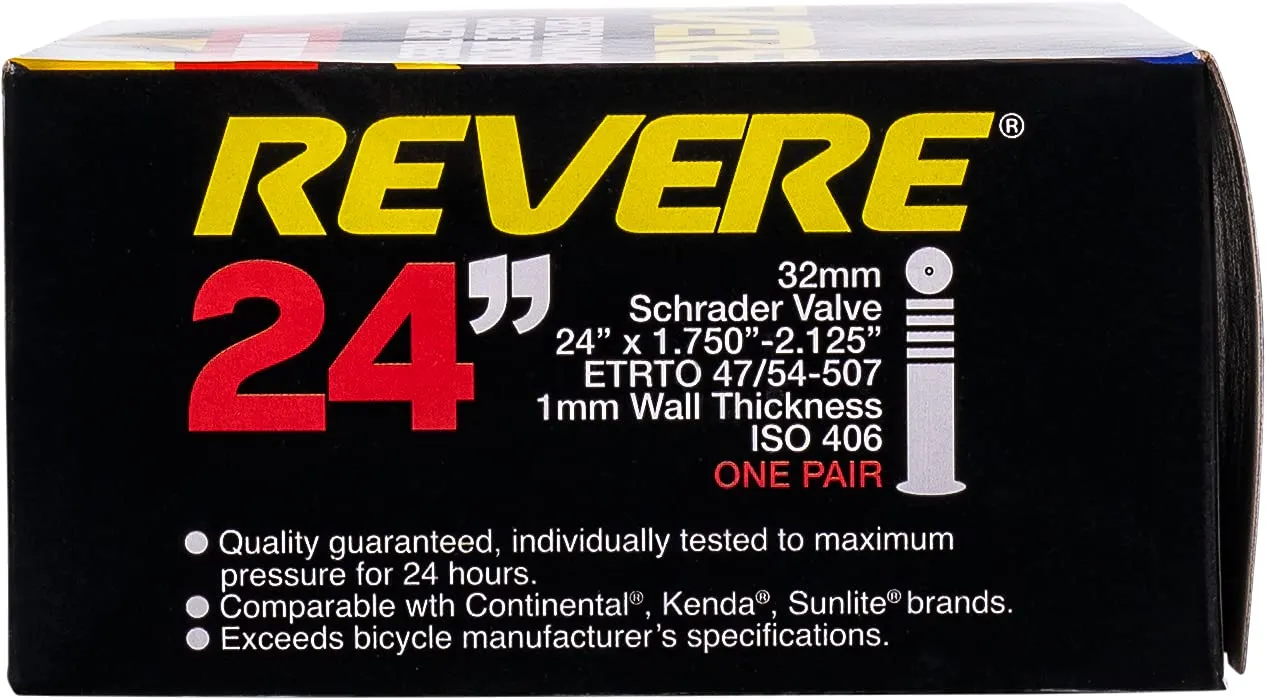 REVERE®
24”
32mm
Schrader Valve
24” x 1.750”-2.125”
ETRTO 47/54-507
1mm Wall Thickness
ISO 406
ONE PAIR
Quality guaranteed, individually tested to maximum
pressure for 24 hours.
Comparable wth Continental®, Kenda®, Sunlite® brands.
Exceeds bicycle manufacturer’s specifications.